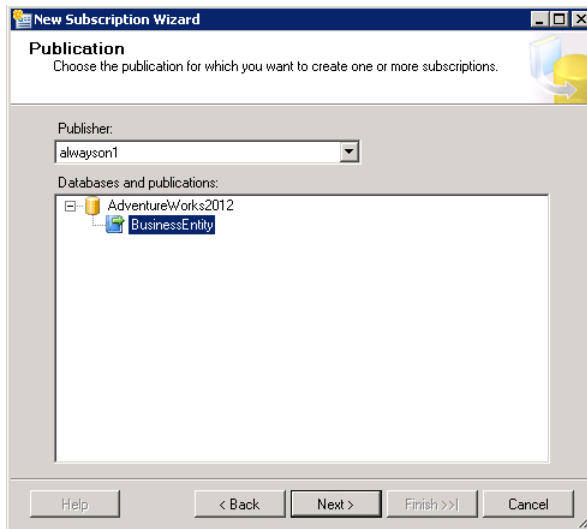 New Subscription Wizard
Publication
Choose the publication for which you want to create one or more subscriptions.
Publisher:
alwayson1
Databases and publications:
AdventureWorks2012
BusinessEntity
Help
< Back
Next >
Finish >>|
Cancel